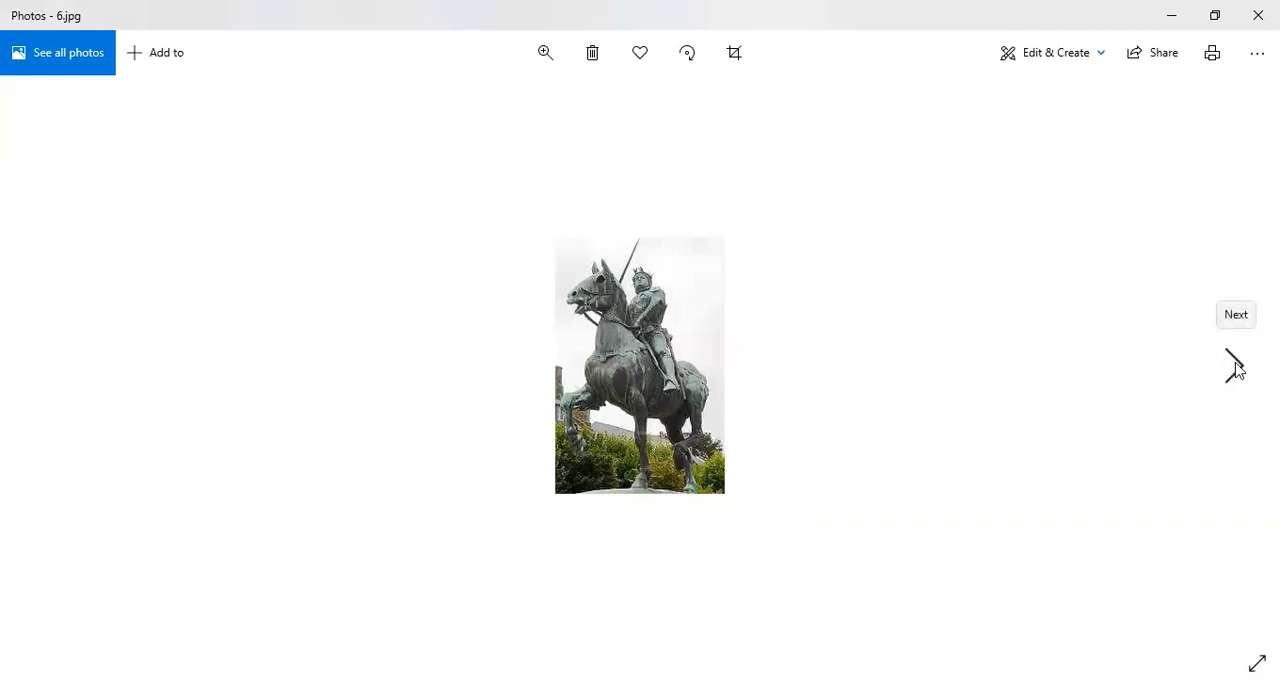 Photos - 6.jpg
See all photos
Add to
Edit & Create
Share
Next